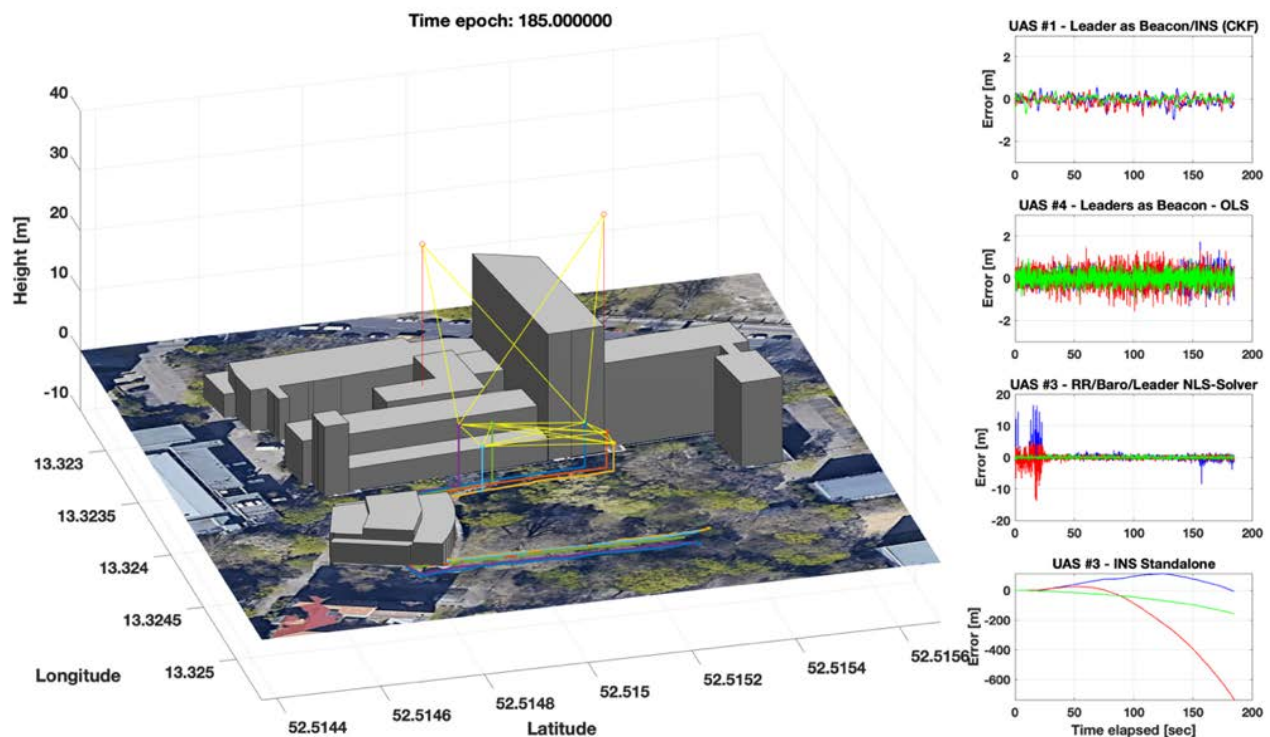 Time epoch: 185.000000
40
30
20
10
0
-10
Height [m]
13.323
13.3235
13.324
13.3245
13.325
Longitude
52.5144
52.5146
52.5148
52.515
52.5152
52.5154
52.5156
Latitude
UAS #1 - Leader as Beacon/INS (CKF)
Error [m]
2
0
-2
0 50 100 150 200
UAS #4 - Leaders as Beacon - OLS
Error [m]
2
0
-2
0 50 100 150 200
UAS #3 - RR/Baro/Leader NLS-Solver
Error [m]
20
10
0
-10
-20
0 50 100 150 200
UAS #3 - INS Standalone
Error [m]
0
-200
-400
-600
0 50 100 150 200
Time elapsed [sec]